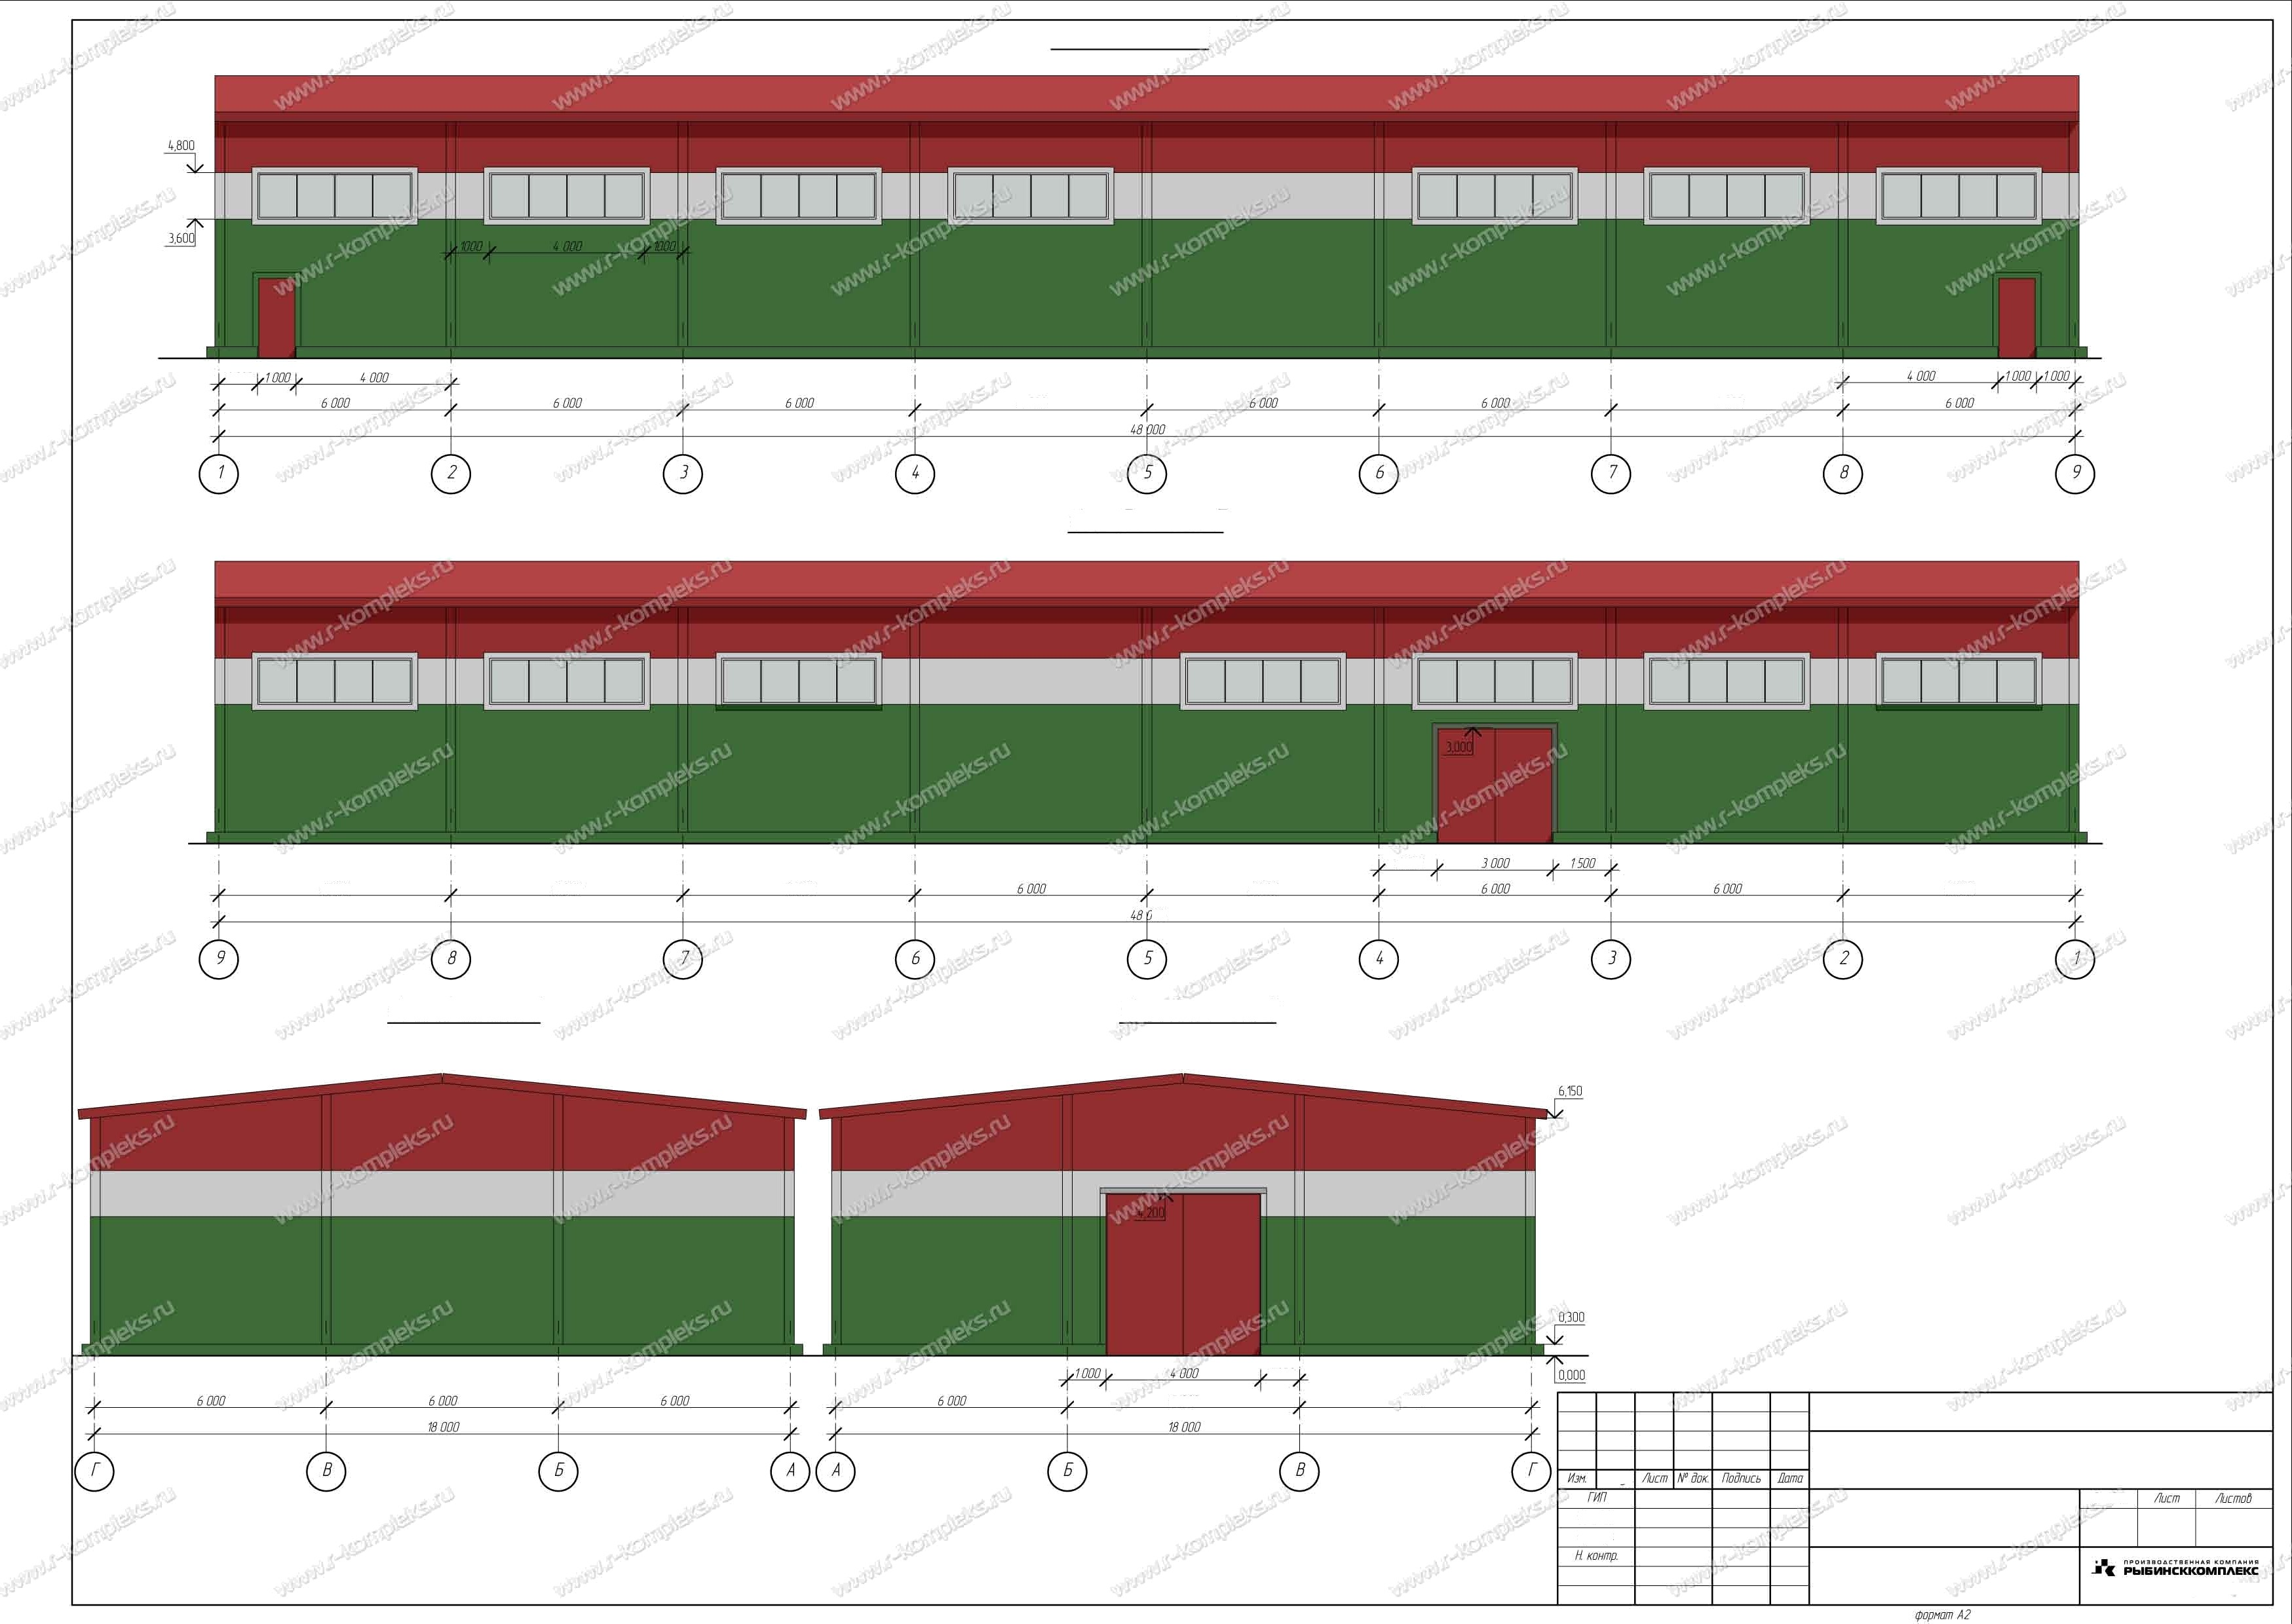 www.r-kompleks.ru
4,800
3,600
1000 4 000 1000
1 000 4 000 4 000 1 000 1 000
6 000 6 000 6 000 6 000 6 000 6 000
48 000
1 2 3 4 5 6 7 8 9
3,000
3 000 1 500
6 000 6 000 6 000
48 0
9 8 7 6 5 4 3 2 1
6,150
4,200
0,300
0,000
1 000 4 000
6 000 6 000 6 000 6 000
18 000 18 000
Г В Б А А Б В Г
Изм. Лист № док. Подпись Дата
ГИП Лист Листов
Н. контр.
ПРОИЗВОДСТВЕННАЯ КОМПАНИЯ
РЫБИНСККОМПЛЕКС
формат А2